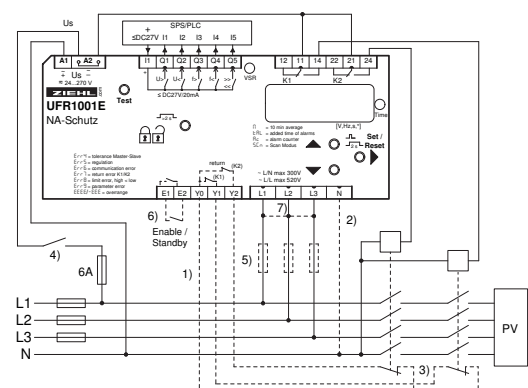 Us
SPS/PLC
+
≤DC27V I1 I2 I3 I4 I5
A1 A2
I1 Q1 Q2 Q3 Q4 Q5
12 11 14 22 21 24
Us
≂ 24...270 V
+ U> U< f> f< >> <<
VSR
K1 K2
ZIEHL
.com
UFR1001E
NA-Schutz
Test
≤ DC27V/20mA
Time
[V,Hz,s,°]
= 10 min average
= added time of alarms
= alarm counter
= Scan Modus
Set /
Reset
= tolerance Master-Slave
= regulation
= communication error
= return error K1/K2
= limit error, high + low
= parameter error
EEEE/-EEE = overrange
return
(K1) (K2)
~ L/N max 300V
~ L/L max 520V
E1 E2 Y0 Y1 Y2
L1 L2 L3 N
6)
Enable /
Standby
7)
2)
1)
5)
4)
6A
L1
L2
L3
N
3)
PV